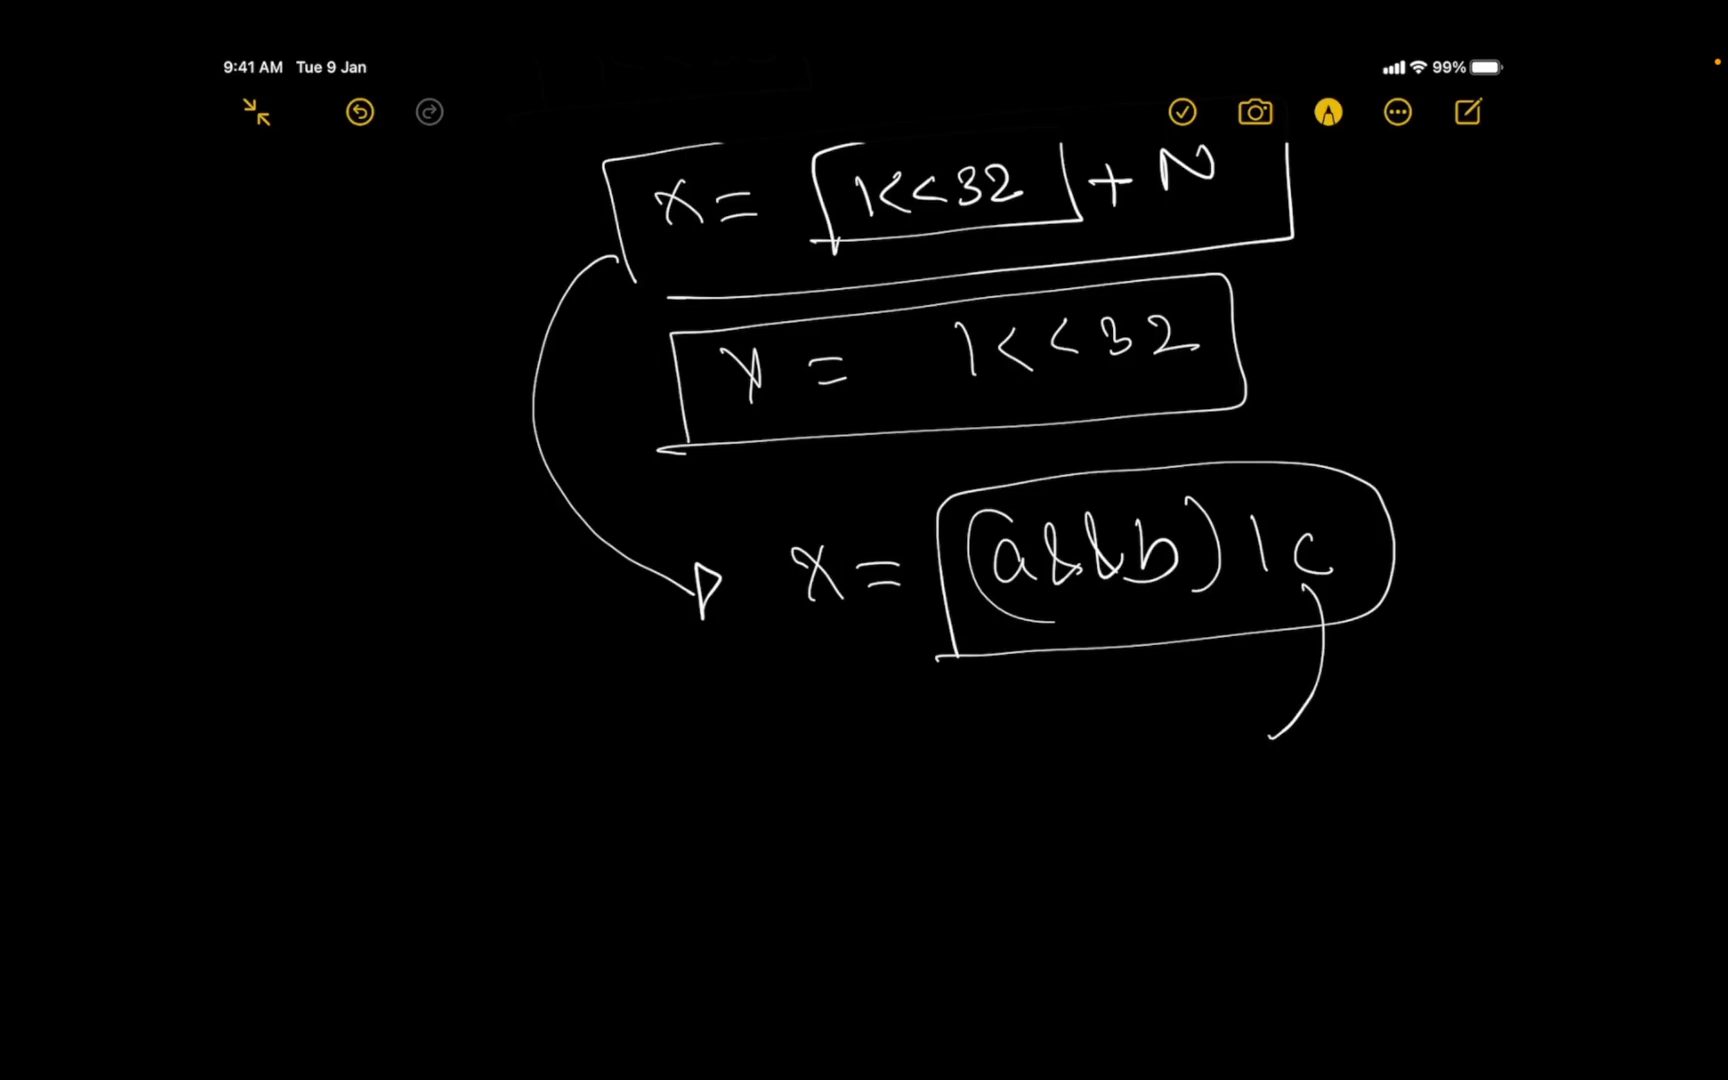 9:41 AM Tue 9 Jan
99%
x = 1<<32 + N
y = 1<<32
x = (a&&b) | c